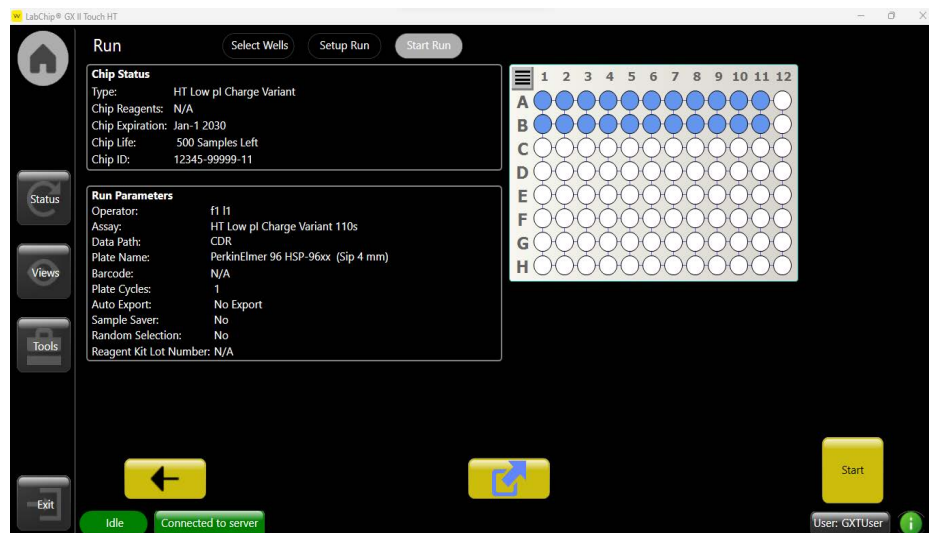 LabChip® GX II Touch HT
Run
Select Wells
Setup Run
Start Run
Chip Status
Type: HT Low pI Charge Variant
Chip Reagents: N/A
Chip Expiration: Jan-1 2030
Chip Life: 500 Samples Left
Chip ID: 12345-99999-11
Run Parameters
Operator: f1 l1
Assay: HT Low pI Charge Variant 110s
Data Path: CDR
Plate Name: PerkinElmer 96 HSP-96xx (Sip 4 mm)
Barcode: N/A
Plate Cycles: 1
Auto Export: No Export
Sample Saver: No
Random Selection: No
Reagent Kit Lot Number: N/A
1 2 3 4 5 6 7 8 9 10 11 12
A
B
C
D
E
F
G
H
Status
Views
Tools
Exit
Start
Idle
Connected to server
User: GXTUser